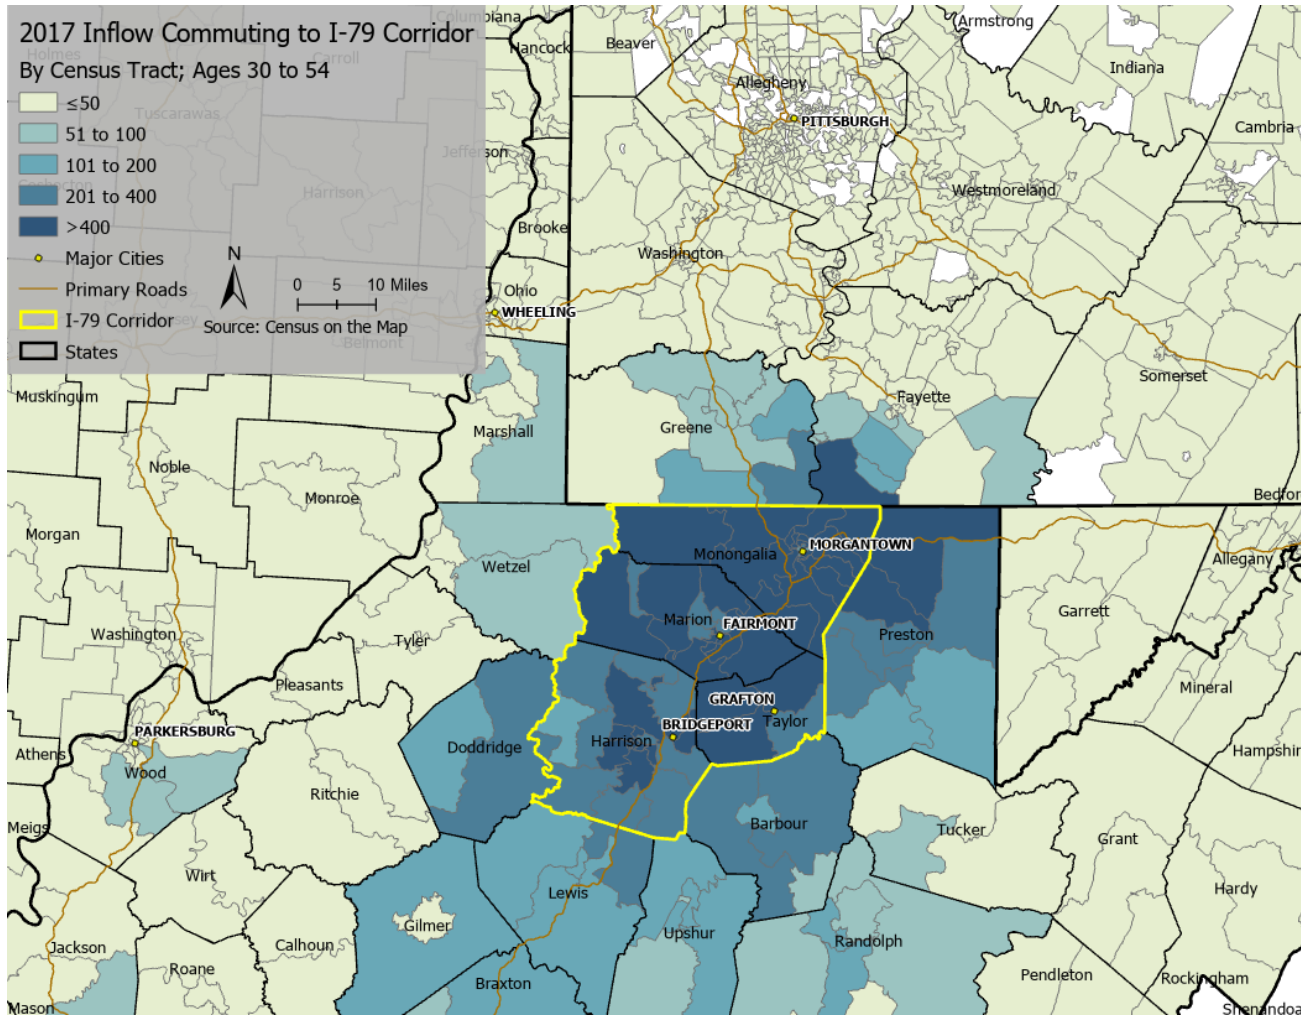 2017 Inflow Commuting to I-79 Corridor
By Census Tract; Ages 30 to 54
≤50
51 to 100
101 to 200
201 to 400
>400
Major Cities
Primary Roads
I-79 Corridor
States
N
0 5 10 Miles
Source: Census on the Map
Columbiana
Holmes
Carroll
Hancock
Beaver
Armstrong
Allegheny
Indiana
Tuscarawas
PITTSBURGH
Cambria
Jefferson
Harrison
Westmoreland
Brooke
Washington
Ohio
WHEELING
Belmont
Muskingum
Somerset
Fayette
Marshall
Greene
Noble
Monroe
Bedfor
Morgan
MORGANTOWN
Monongalia
Allegany
Wetzel
Garrett
Marion
FAIRMONT
Washington
Tyler
Preston
Pleasants
Mineral
GRAFTON
Taylor
BRIDGEPORT
PARKERSBURG
Harrison
Doddridge
Athens
Wood
Hampshir
Ritchie
Meigs
Barbour
Tucker
Grant
Wirt
Lewis
Hardy
Gilmer
Upshur
Randolph
Jackson
Calhoun
Roane
Braxton
Pendleton
Rockingham
Mason
Shenandoa